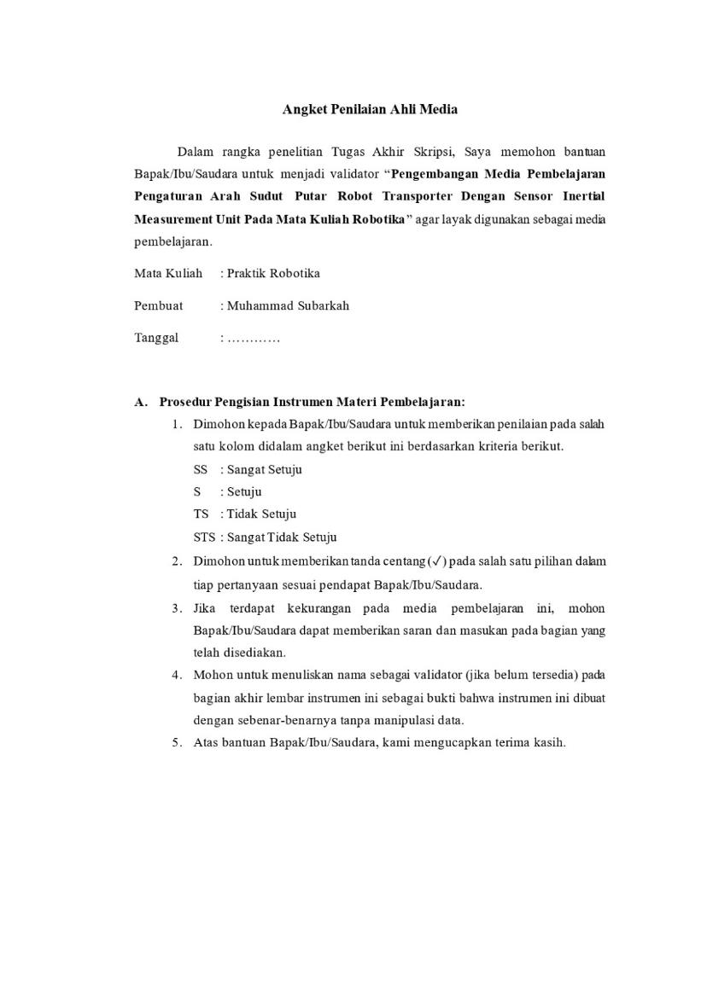 Angket Penilaian Ahli Media
Dalam rangka penelitian Tugas Akhir Skripsi, Saya memohon bantuan
Bapak/Ibu/Saudara untuk menjadi validator “Pengembangan Media Pembelajaran
Pengaturan Arah Sudut Putar Robot Transporter Dengan Sensor Inertial
Measurement Unit Pada Mata Kuliah Robotika” agar layak digunakan sebagai media
pembelajaran.
Mata Kuliah : Praktik Robotika
Pembuat : Muhammad Subarkah
Tanggal : …………
A. Prosedur Pengisian Instrumen Materi Pembelajaran:
1. Dimohon kepada Bapak/Ibu/Saudara untuk memberikan penilaian pada salah
satu kolom didalam angket berikut ini berdasarkan kriteria berikut.
SS : Sangat Setuju
S : Setuju
TS : Tidak Setuju
STS : Sangat Tidak Setuju
2. Dimohon untuk memberikan tanda centang (✓) pada salah satu pilihan dalam
tiap pertanyaan sesuai pendapat Bapak/Ibu/Saudara.
3. Jika terdapat kekurangan pada media pembelajaran ini, mohon
Bapak/Ibu/Saudara dapat memberikan saran dan masukan pada bagian yang
telah disediakan.
4. Mohon untuk menuliskan nama sebagai validator (jika belum tersedia) pada
bagian akhir lembar instrumen ini sebagai bukti bahwa instrumen ini dibuat
dengan sebenar-benarnya tanpa manipulasi data.
5. Atas bantuan Bapak/Ibu/Saudara, kami mengucapkan terima kasih.